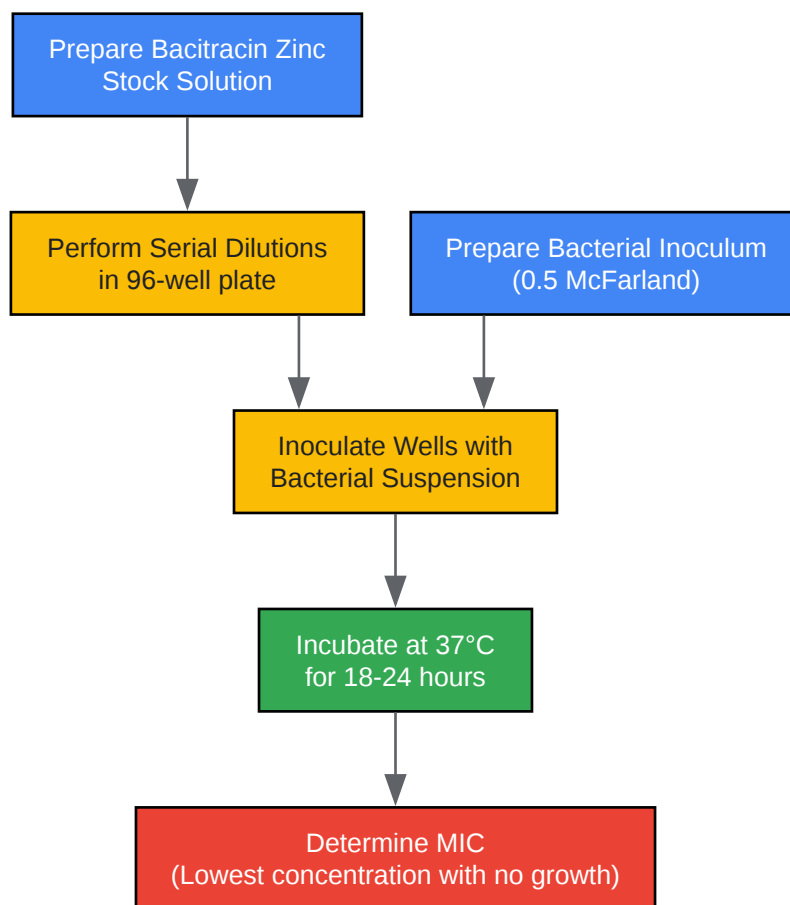 Prepare Bacitracin Zinc
Stock Solution
Perform Serial Dilutions
in 96-well plate
Prepare Bacterial Inoculum
(0.5 McFarland)
Inoculate Wells with
Bacterial Suspension
Incubate at 37°C
for 18-24 hours
Determine MIC
(Lowest concentration with no growth)